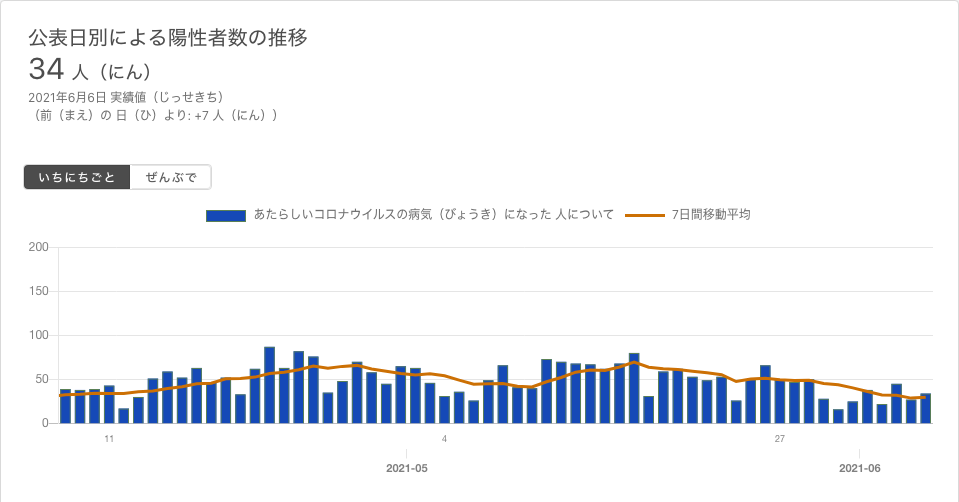 公表日別による陽性者数の推移
34 人（にん）
2021年6月6日 実績値（じっせきち）
（前（まえ）の 日（ひ）より: +7 人（にん））
いちにちごと ぜんぶで
あたらしいコロナウイルスの病気（びょうき）になった 人について 7日間移動平均
200
150
100
50
0
11 4 27
2021-05 2021-06